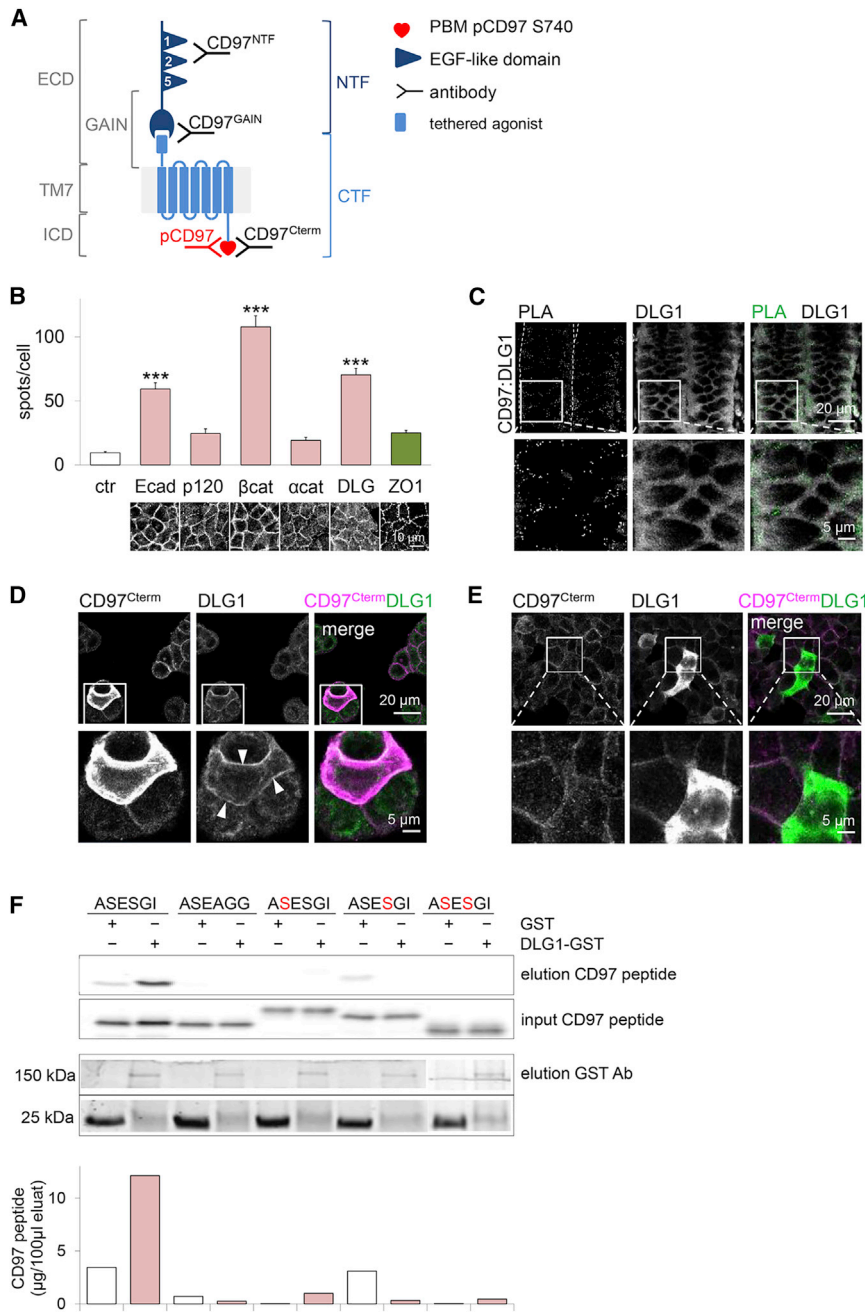 A
ECD
GAIN
TM7
ICD
1
2
5
CD97NTF
CD97GAIN
pCD97
CD97Cterm
NTF
CTF
PBM pCD97 S740
EGF-like domain
antibody
tethered agonist
B
spots/cell
100
50
0
*** *** ***
ctr Ecad p120 βcat αcat DLG ZO1
10 µm
C
PLA DLG1 PLA DLG1
CD97:DLG1
20 µm
5 µm
D
CD97Cterm DLG1 CD97CtermDLG1
merge
20 µm
5 µm
E
CD97Cterm DLG1 CD97CtermDLG1
merge
20 µm
5 µm
F
ASESGI ASEAGG ASESGI ASESGI ASESGI
+ − + − + − + − + − GST
− + − + − + − + − + DLG1-GST
elution CD97 peptide
input CD97 peptide
150 kDa elution GST Ab
25 kDa
CD97 peptide
(µg/100µl eluat)
10
5
0